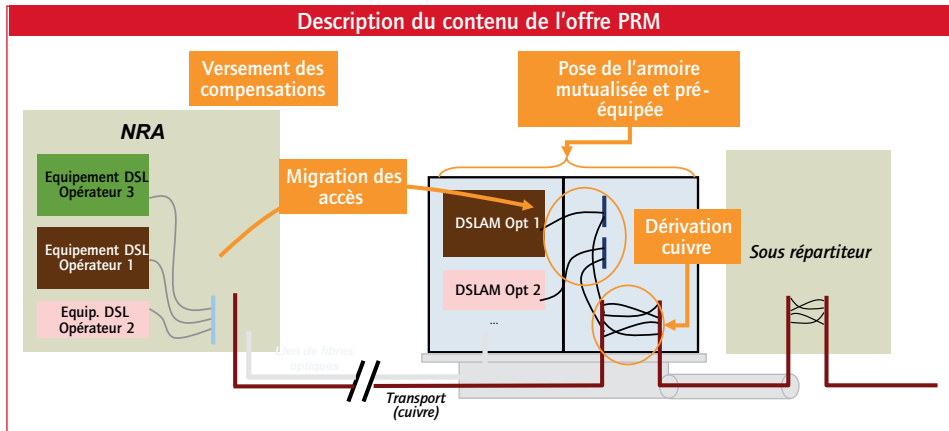 Description du contenu de l'offre PRM
Versement des
compensations
Pose de l'armoire
mutualisée et pré-
équipée
NRA
Equipement DSL
Opérateur 3
Equipement DSL
Opérateur 1
Equip. DSL
Opérateur 2
Migration des
accès
DSLAM Opt 1
DSLAM Opt 2
...
Dérivation
cuivre
Sous répartiteur
Lien de fibres
optiques
Transport
(cuivre)